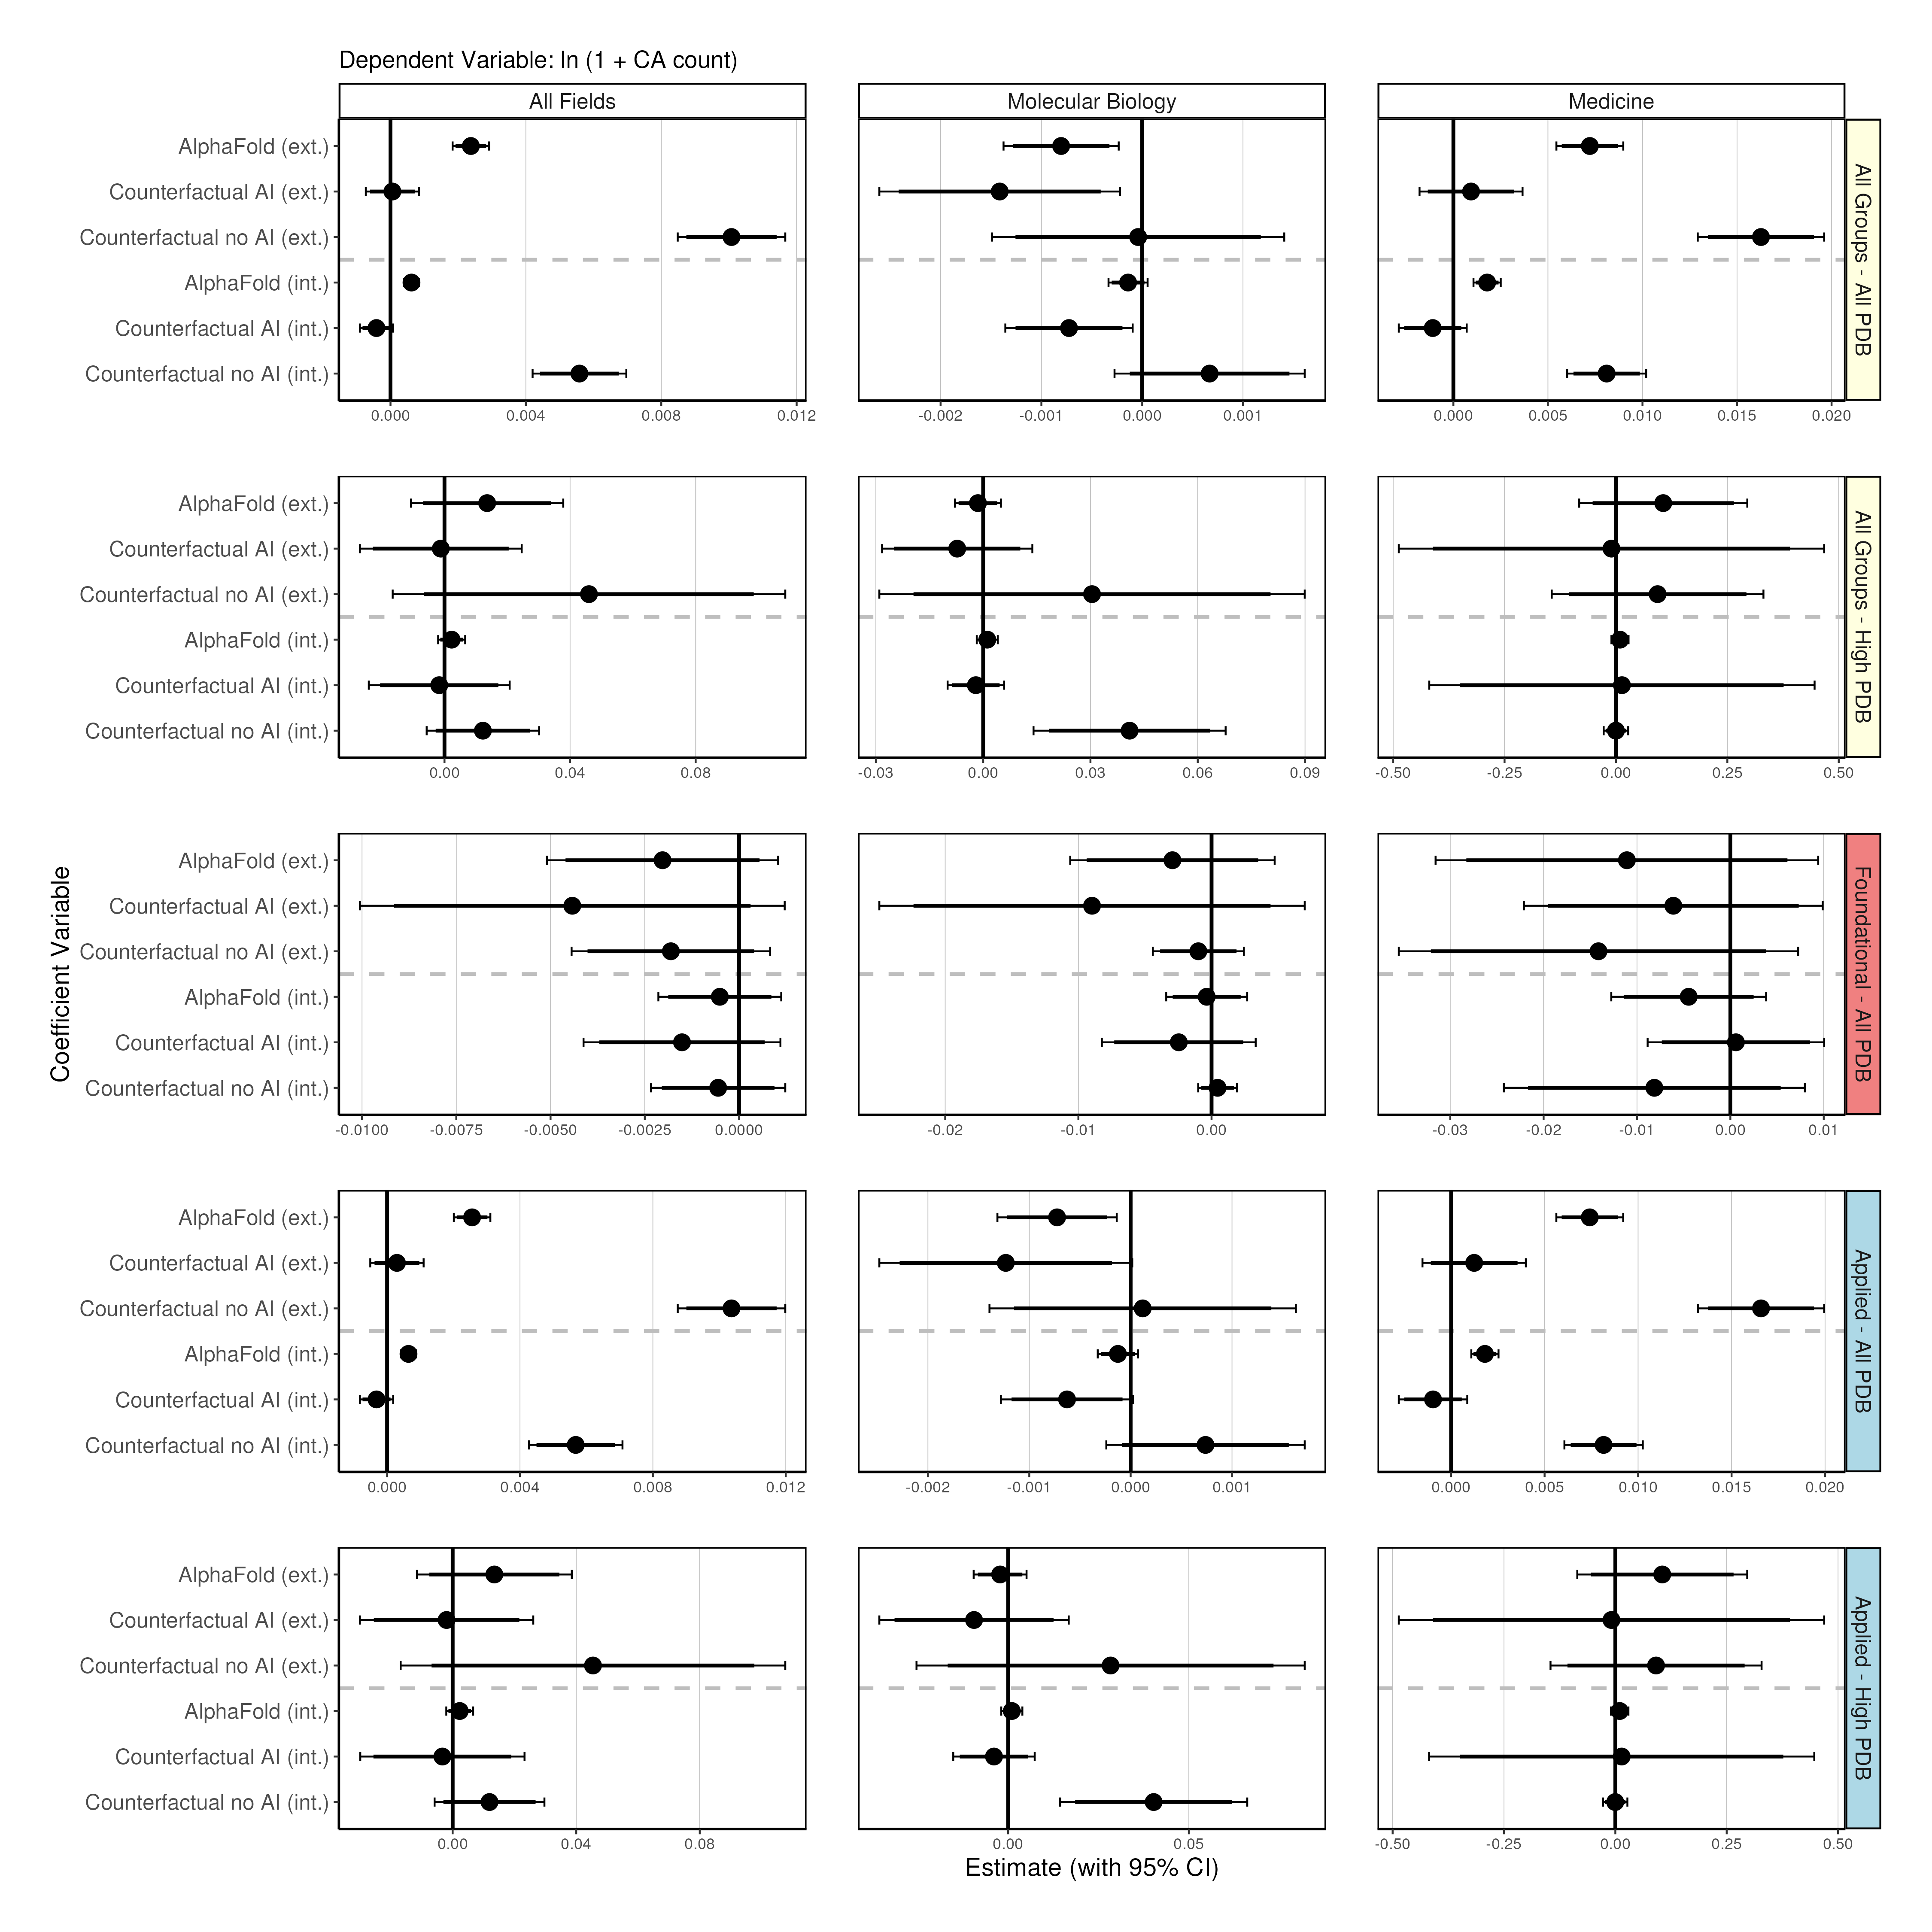 Dependent Variable: ln (1 + CA count)
All Fields
Molecular Biology
Medicine
AlphaFold (ext.)
Counterfactual AI (ext.)
Counterfactual no AI (ext.)
AlphaFold (int.)
Counterfactual AI (int.)
Counterfactual no AI (int.)
0.000 0.004 0.008 0.012
-0.002 -0.001 0.000 0.001
0.000 0.005 0.010 0.015 0.020
All Groups - All PDB
AlphaFold (ext.)
Counterfactual AI (ext.)
Counterfactual no AI (ext.)
AlphaFold (int.)
Counterfactual AI (int.)
Counterfactual no AI (int.)
0.00 0.04 0.08
-0.03 0.00 0.03 0.06 0.09
-0.50 -0.25 0.00 0.25 0.50
All Groups - High PDB
Coefficient Variable
AlphaFold (ext.)
Counterfactual AI (ext.)
Counterfactual no AI (ext.)
AlphaFold (int.)
Counterfactual AI (int.)
Counterfactual no AI (int.)
-0.0100 -0.0075 -0.0050 -0.0025 0.0000
-0.02 -0.01 0.00
-0.03 -0.02 -0.01 0.00 0.01
Foundational - All PDB
AlphaFold (ext.)
Counterfactual AI (ext.)
Counterfactual no AI (ext.)
AlphaFold (int.)
Counterfactual AI (int.)
Counterfactual no AI (int.)
0.000 0.004 0.008 0.012
-0.002 -0.001 0.000 0.001
0.000 0.005 0.010 0.015 0.020
Applied - All PDB
AlphaFold (ext.)
Counterfactual AI (ext.)
Counterfactual no AI (ext.)
AlphaFold (int.)
Counterfactual AI (int.)
Counterfactual no AI (int.)
0.00 0.04 0.08
0.00 0.05
-0.50 -0.25 0.00 0.25 0.50
Applied - High PDB
Estimate (with 95% CI)